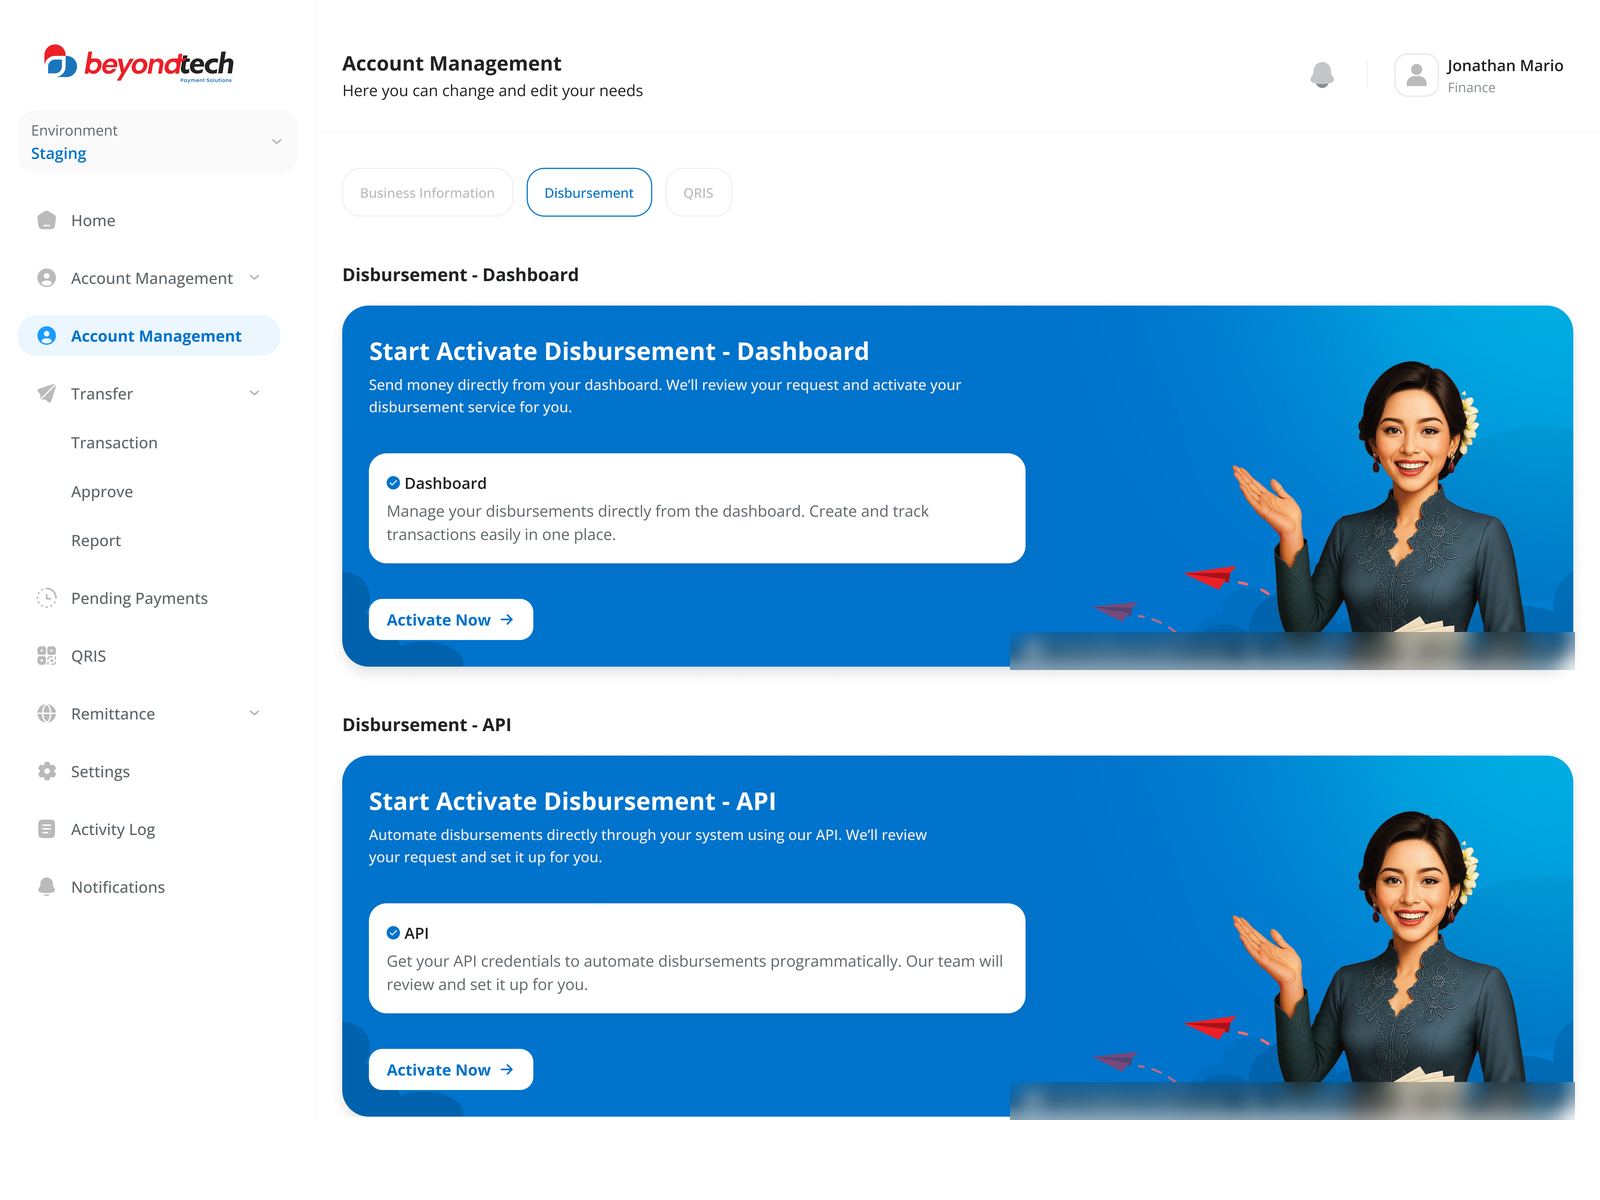 beyondtech
Payment Solutions
Environment
Staging
Home
Account Management
Account Management
Transfer
Transaction
Approve
Report
Pending Payments
QRIS
Remittance
Settings
Activity Log
Notifications
Account Management
Here you can change and edit your needs
Jonathan Mario
Finance
Business Information
Disbursement
QRIS
Disbursement - Dashboard
Start Activate Disbursement - Dashboard
Send money directly from your dashboard. We’ll review your request and activate your
disbursement service for you.
Dashboard
Manage your disbursements directly from the dashboard. Create and track
transactions easily in one place.
Activate Now
Disbursement - API
Start Activate Disbursement - API
Automate disbursements directly through your system using our API. We’ll review
your request and set it up for you.
API
Get your API credentials to automate disbursements programmatically. Our team will
review and set it up for you.
Activate Now